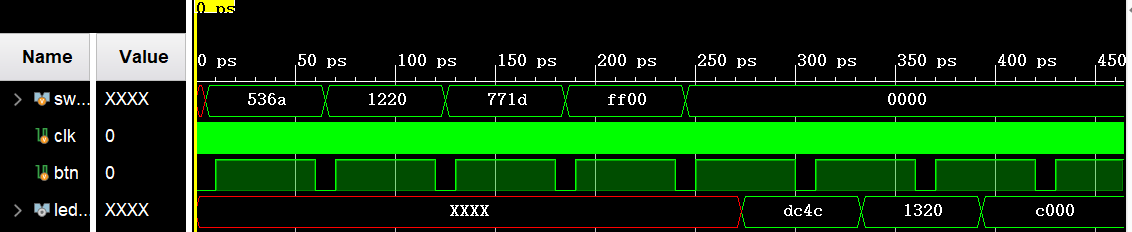 0 ps
Name Value 0 ps 50 ps 100 ps 150 ps 200 ps 250 ps 300 ps 350 ps 400 ps 450
sw... XXXX 536a 1220 771d ff00 0000
clk 0
btn 0
led... XXXX XXXX dc4c 1320 c000